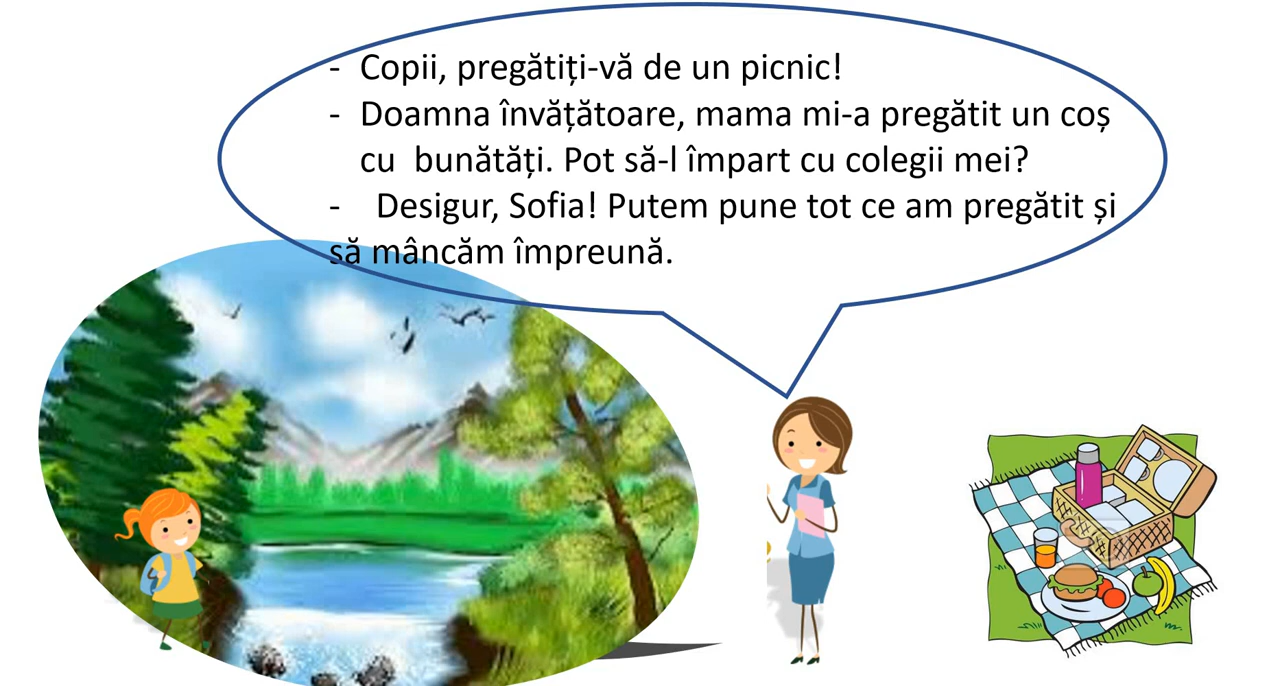 - Copii, pregătiți-vă de un picnic!
- Doamna învățătoare, mama mi-a pregătit un coș
cu bunătăți. Pot să-l împart cu colegii mei?
- Desigur, Sofia! Putem pune tot ce am pregătit și
să mâncăm împreună.